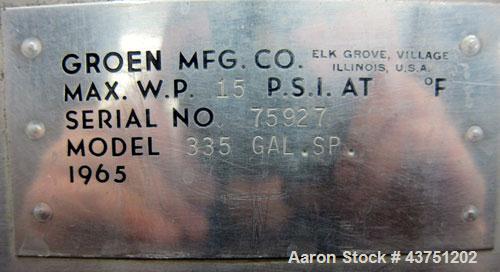 GROEN MFG. CO. ELK GROVE, VILLAGE
ILLINOIS, U.S.A.
MAX. W.P. 15 P.S.I. AT °F
SERIAL NO 75927
MODEL 335 GAL.SP.
1965
Aaron Stock # 43751202